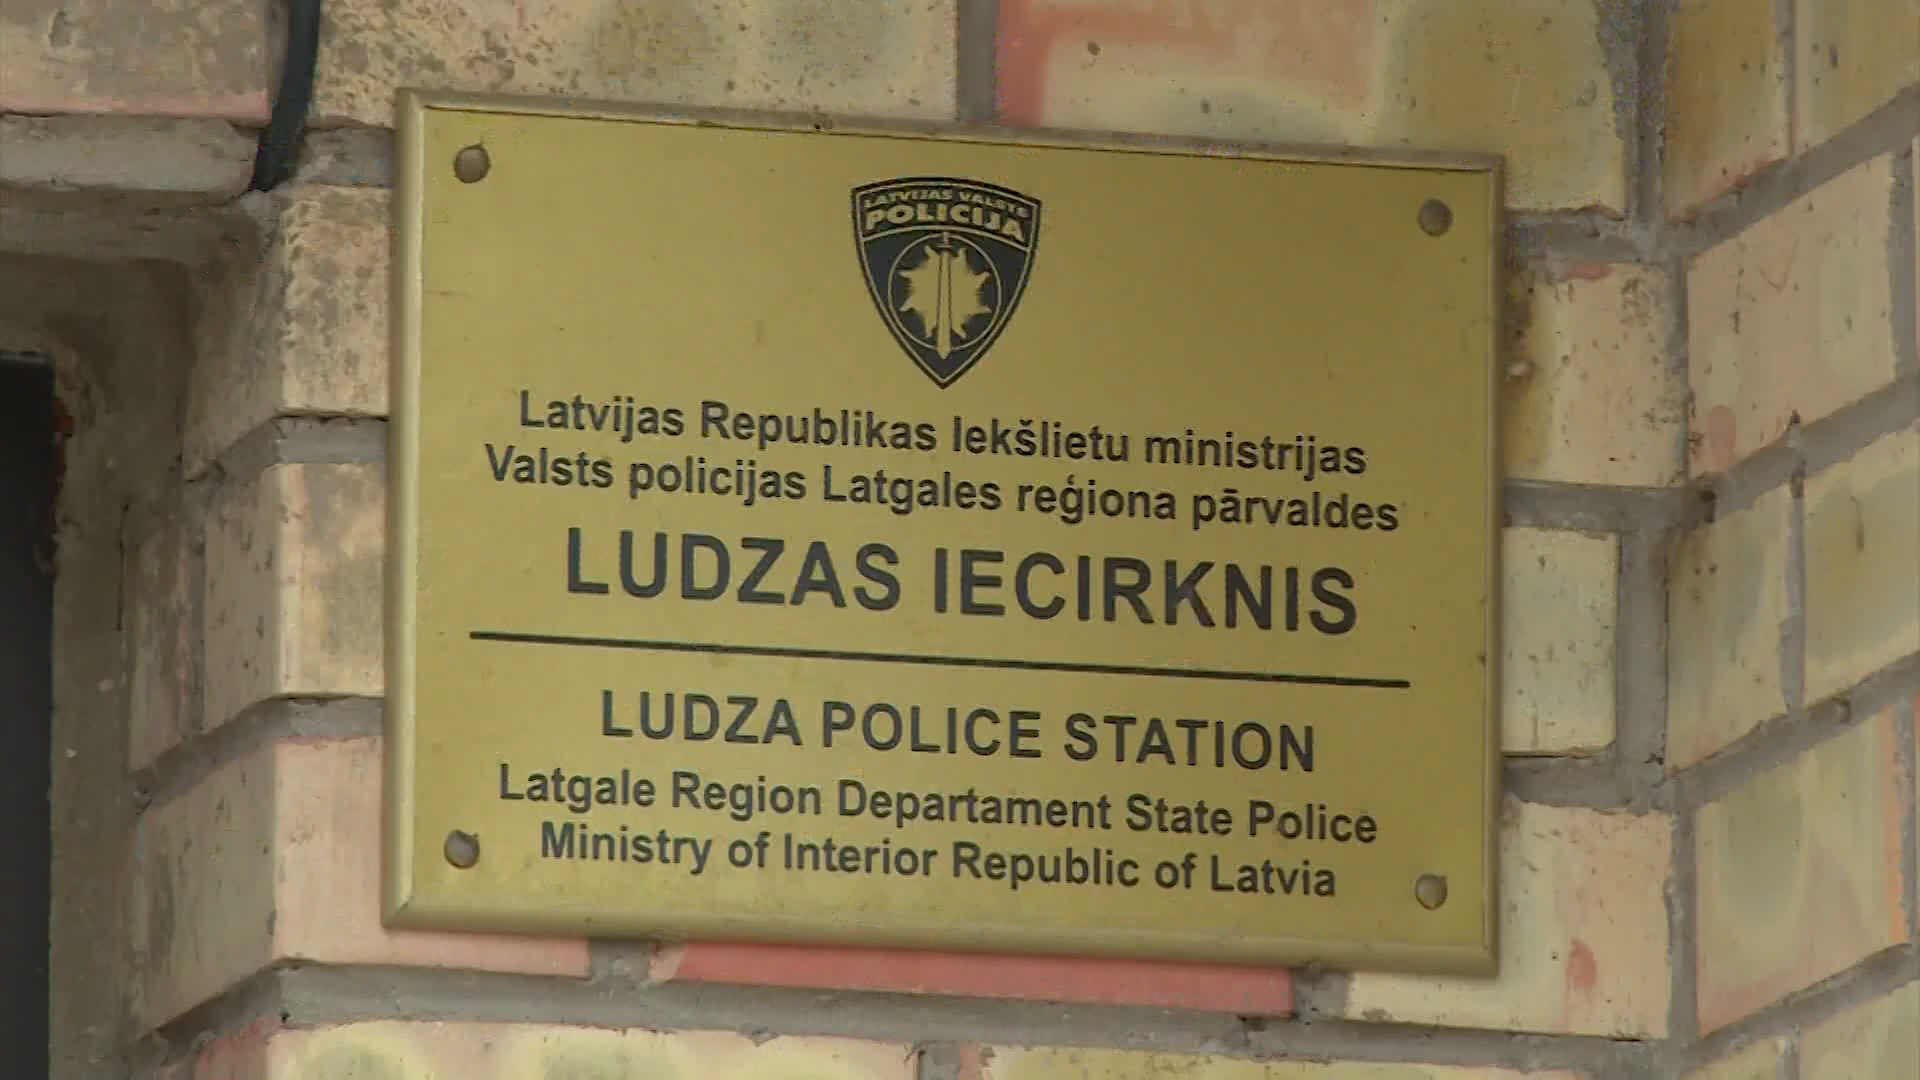 LATVIJAS VALSTS
POLICIJA
Latvijas Republikas Iekšlietu ministrijas
Valsts policijas Latgales reģiona pārvaldes
LUDZAS IECIRKNIS
LUDZA POLICE STATION
Latgale Region Departament State Police
Ministry of Interior Republic of Latvia